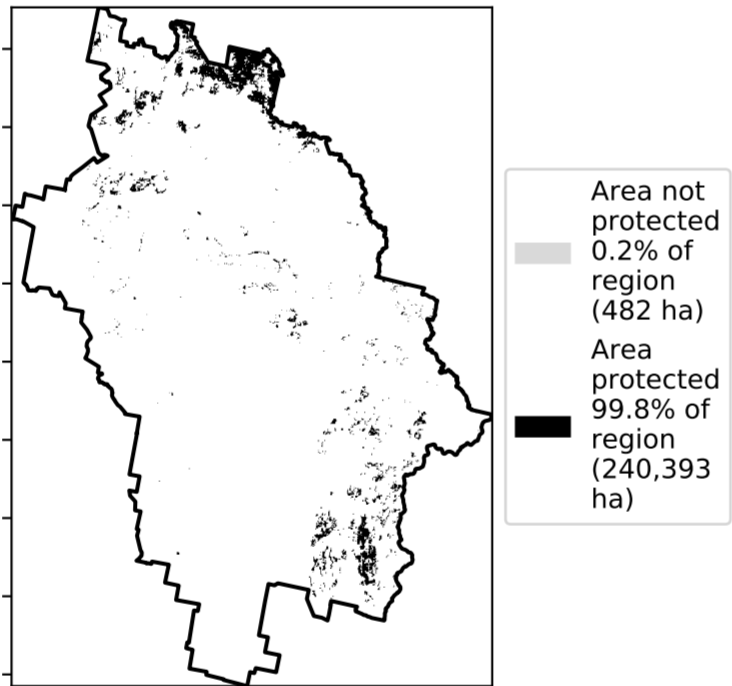 Area not
protected
0.2% of
region
(482 ha)
Area
protected
99.8% of
region
(240,393
ha)